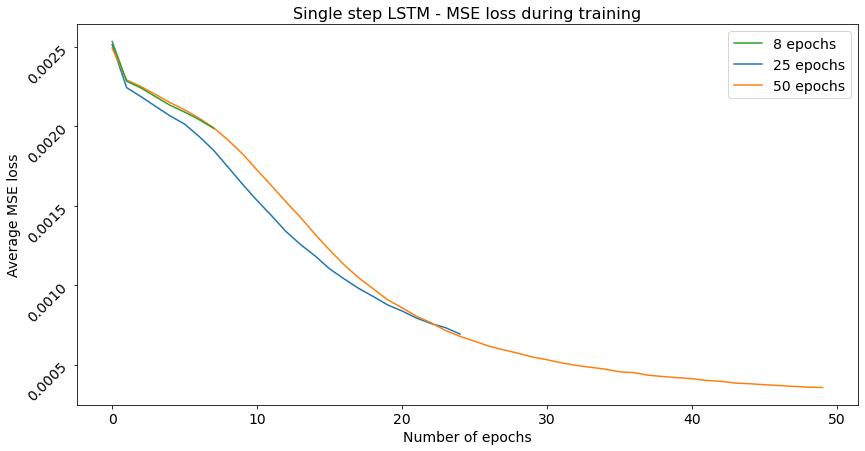 Single step LSTM - MSE loss during training
8 epochs
25 epochs
50 epochs
Average MSE loss
0.0025
0.0020
0.0015
0.0010
0.0005
0 10 20 30 40 50
Number of epochs